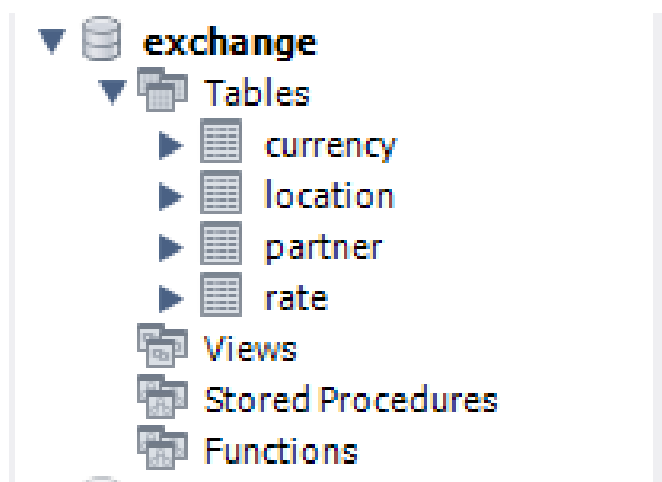 exchange
Tables
currency
location
partner
rate
Views
Stored Procedures
Functions